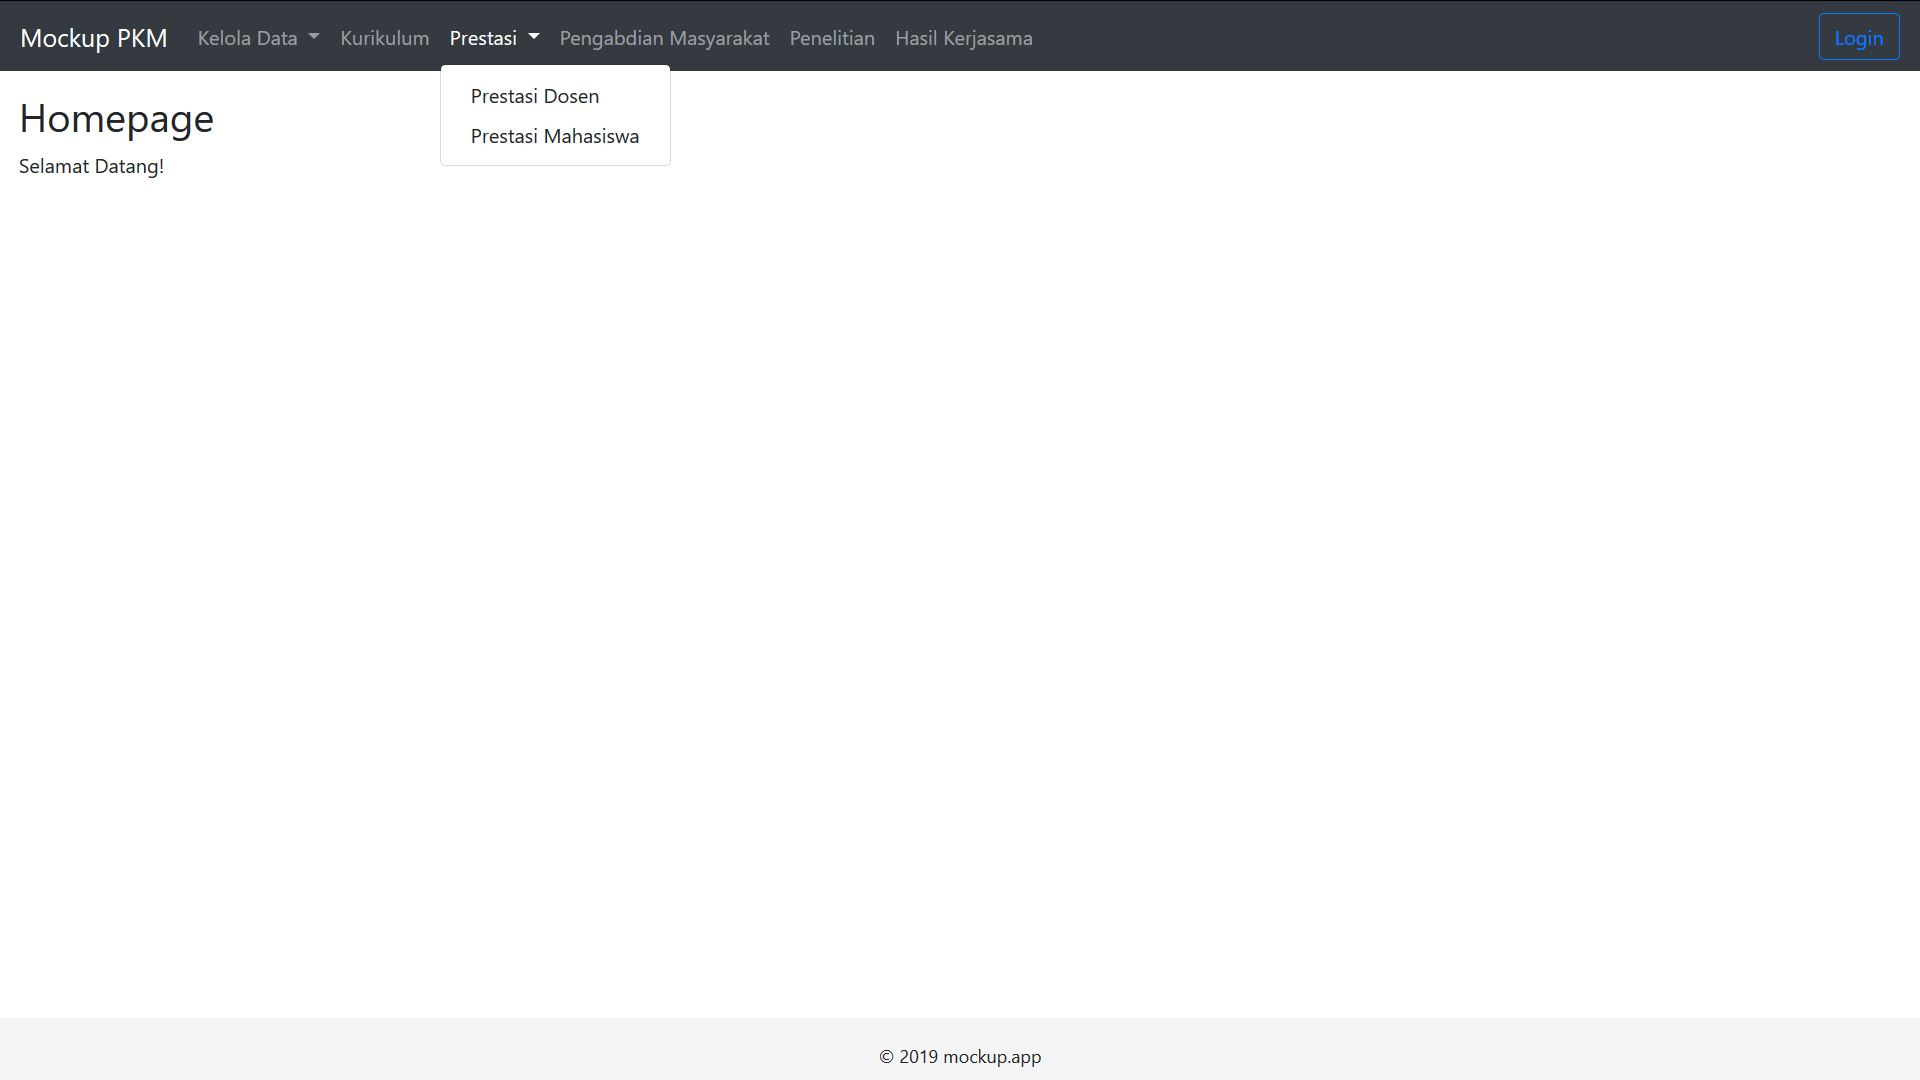 Mockup PKM Kelola Data Kurikulum Prestasi Pengabdian Masyarakat Penelitian Hasil Kerjasama Login
Prestasi Dosen
Prestasi Mahasiswa
Homepage
Selamat Datang!
© 2019 mockup.app